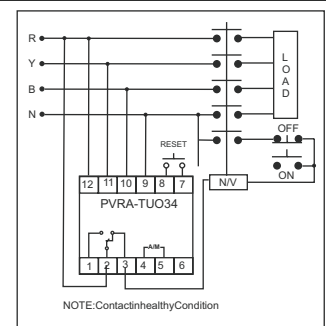 R
Y
B
N
L
O
A
D
OFF
ON
RESET
12 11 10 9 8 7
PVRA-TUO34
N/V
A/M
1 2 3 4 5 6
NOTE:ContactinhealthyCondition